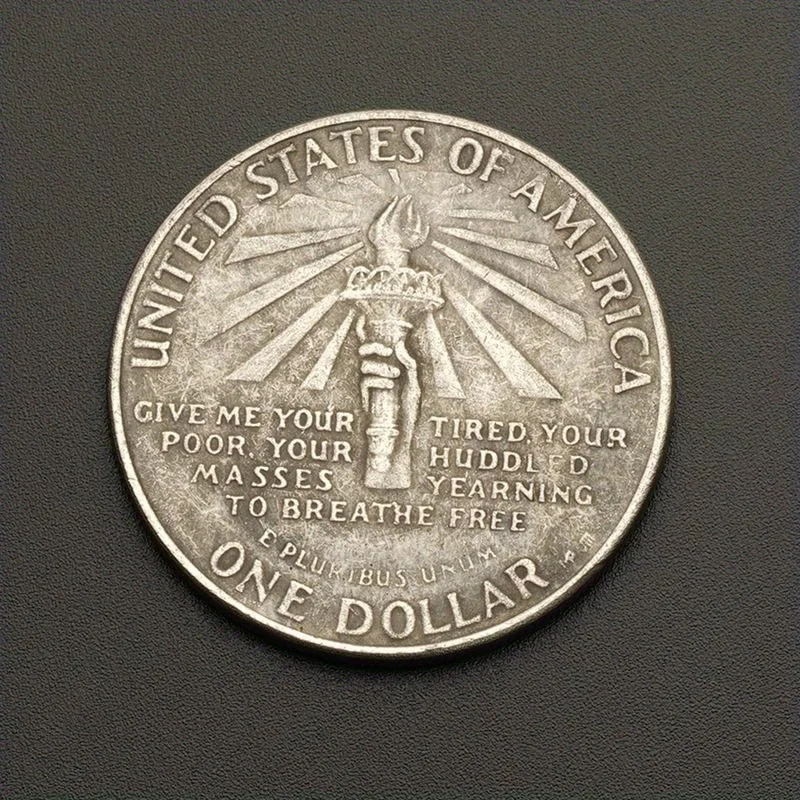 UNITED STATES OF AMERICA
GIVE ME YOUR TIRED, YOUR
POOR, YOUR HUDDLED
MASSES YEARNING
TO BREATHE FREE
E PLURIBUS UNUM
ONE DOLLAR